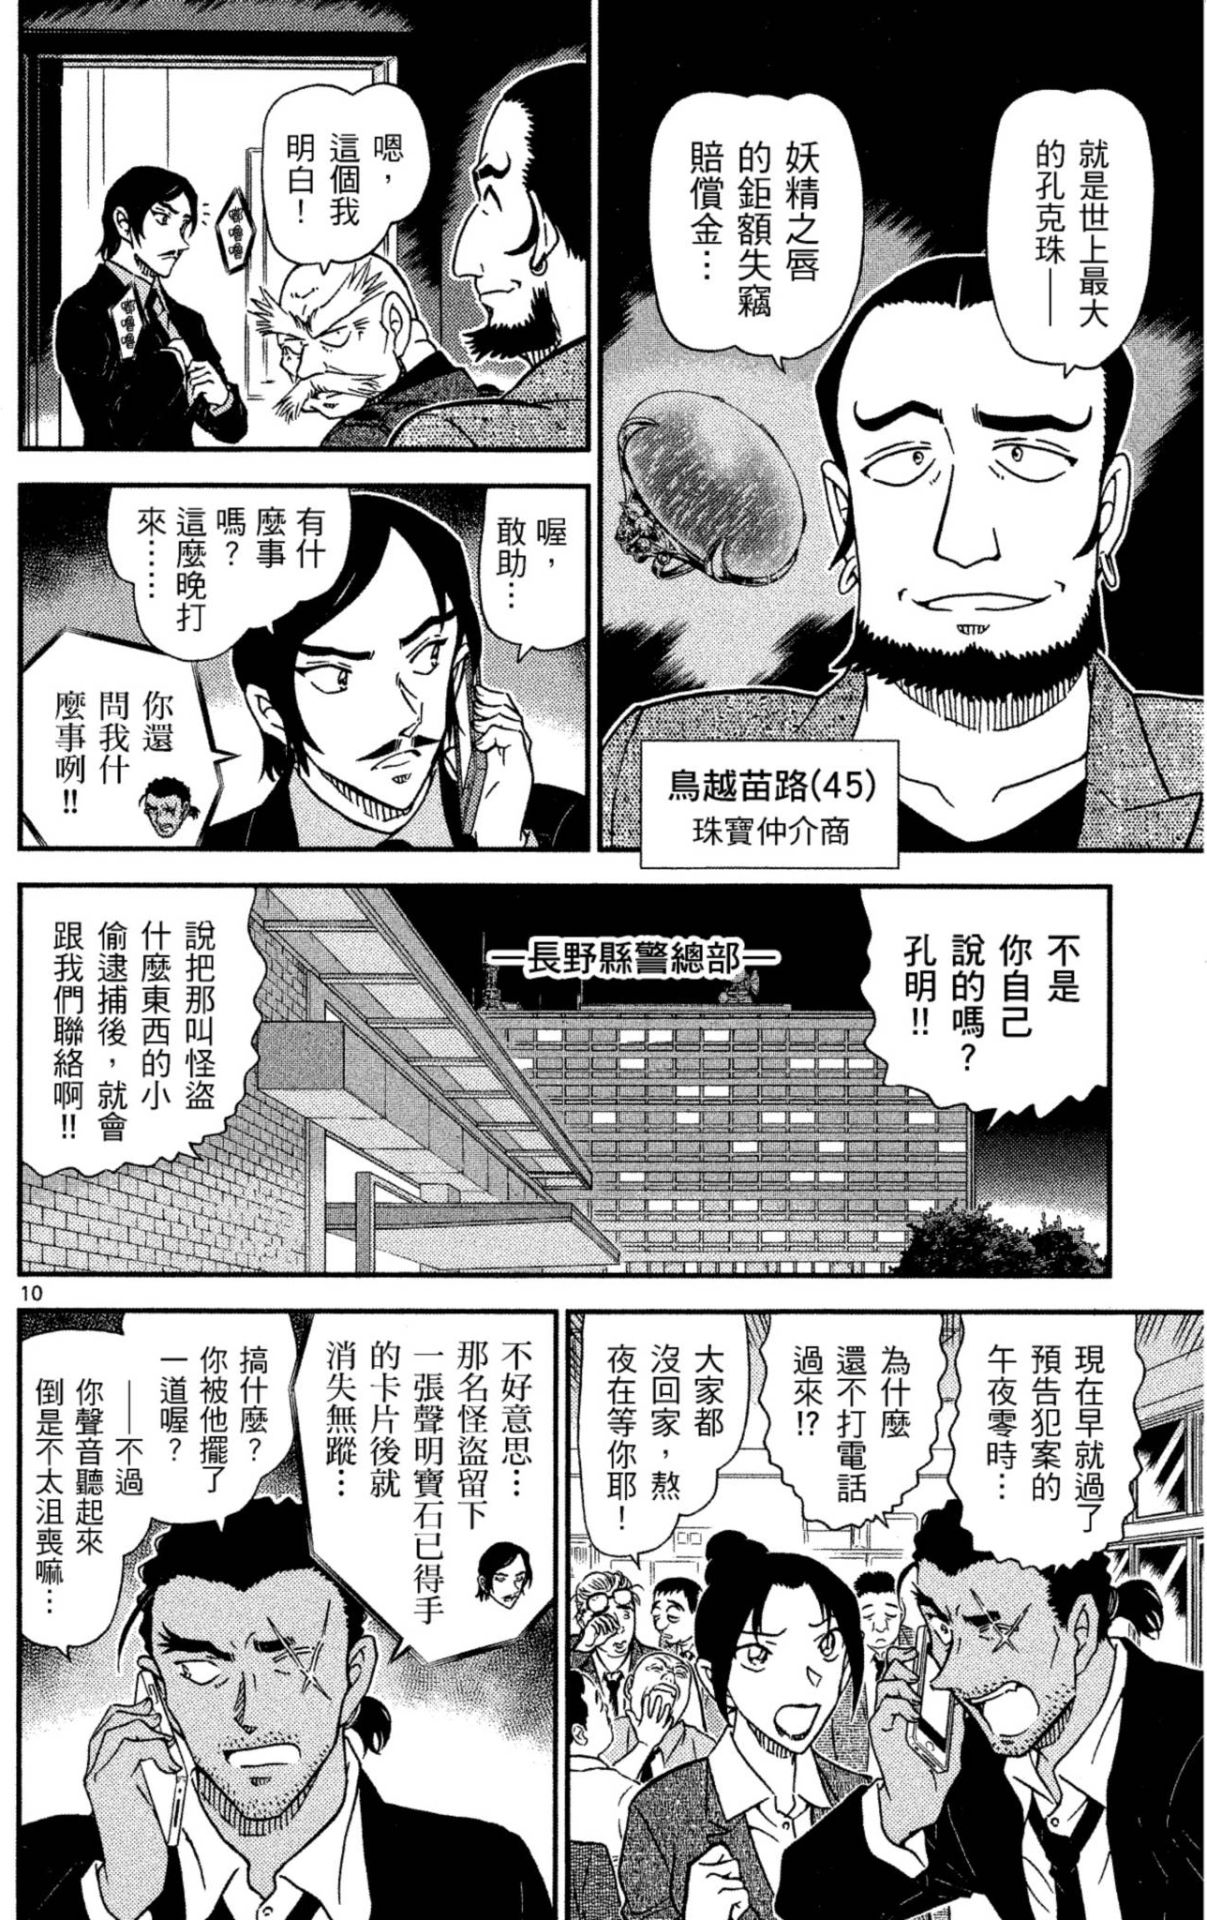 就是世上最大
的孔克珠——
妖精之唇
的鉅額失竊
賠償金…
鳥越苗路(45)
珠寶仲介商
嗯，
這個我
明白！
嘟嚕嚕
嘟嚕嚕
喔，
敢助…
有什
麼事
嗎？
這麼晚打
來……
你還
問我什
麼事咧!!
不是
你自己
說的嗎？
孔明!!
—長野縣警總部—
說把那叫怪盜
什麼東西的小
偷逮捕後，就會
跟我們聯絡啊!!
10
現在早就過了
預告犯案的
午夜零時…
為什麼
還不打電話
過來!?
大家都
沒回家，熬
夜在等你耶！
不好意思…
那名怪盜留下
一張聲明寶石已得手
的卡片後就
消失無蹤…
搞什麼？
你被他擺了
一道喔？
——不過
你聲音聽起來
倒是不太沮喪嘛…